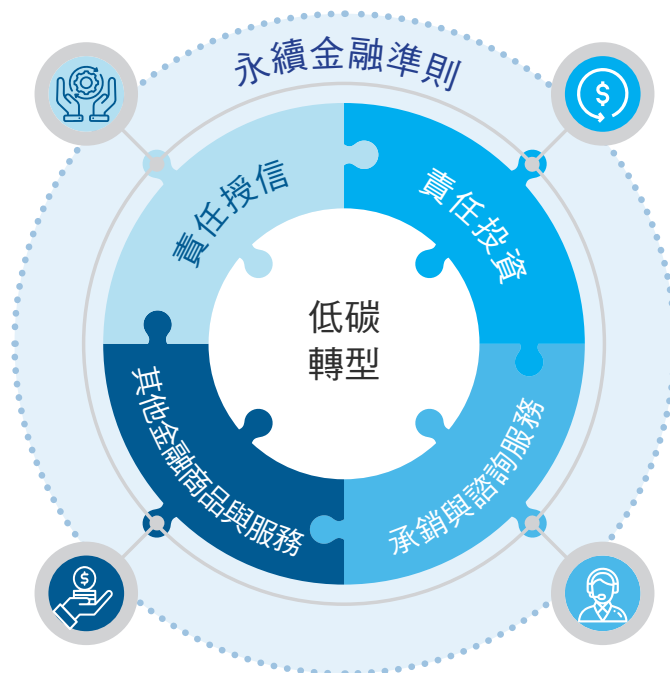 永續金融準則
責任授信
責任投資
低碳
轉型
其他金融商品與服務
承銷與諮詢服務
$
$